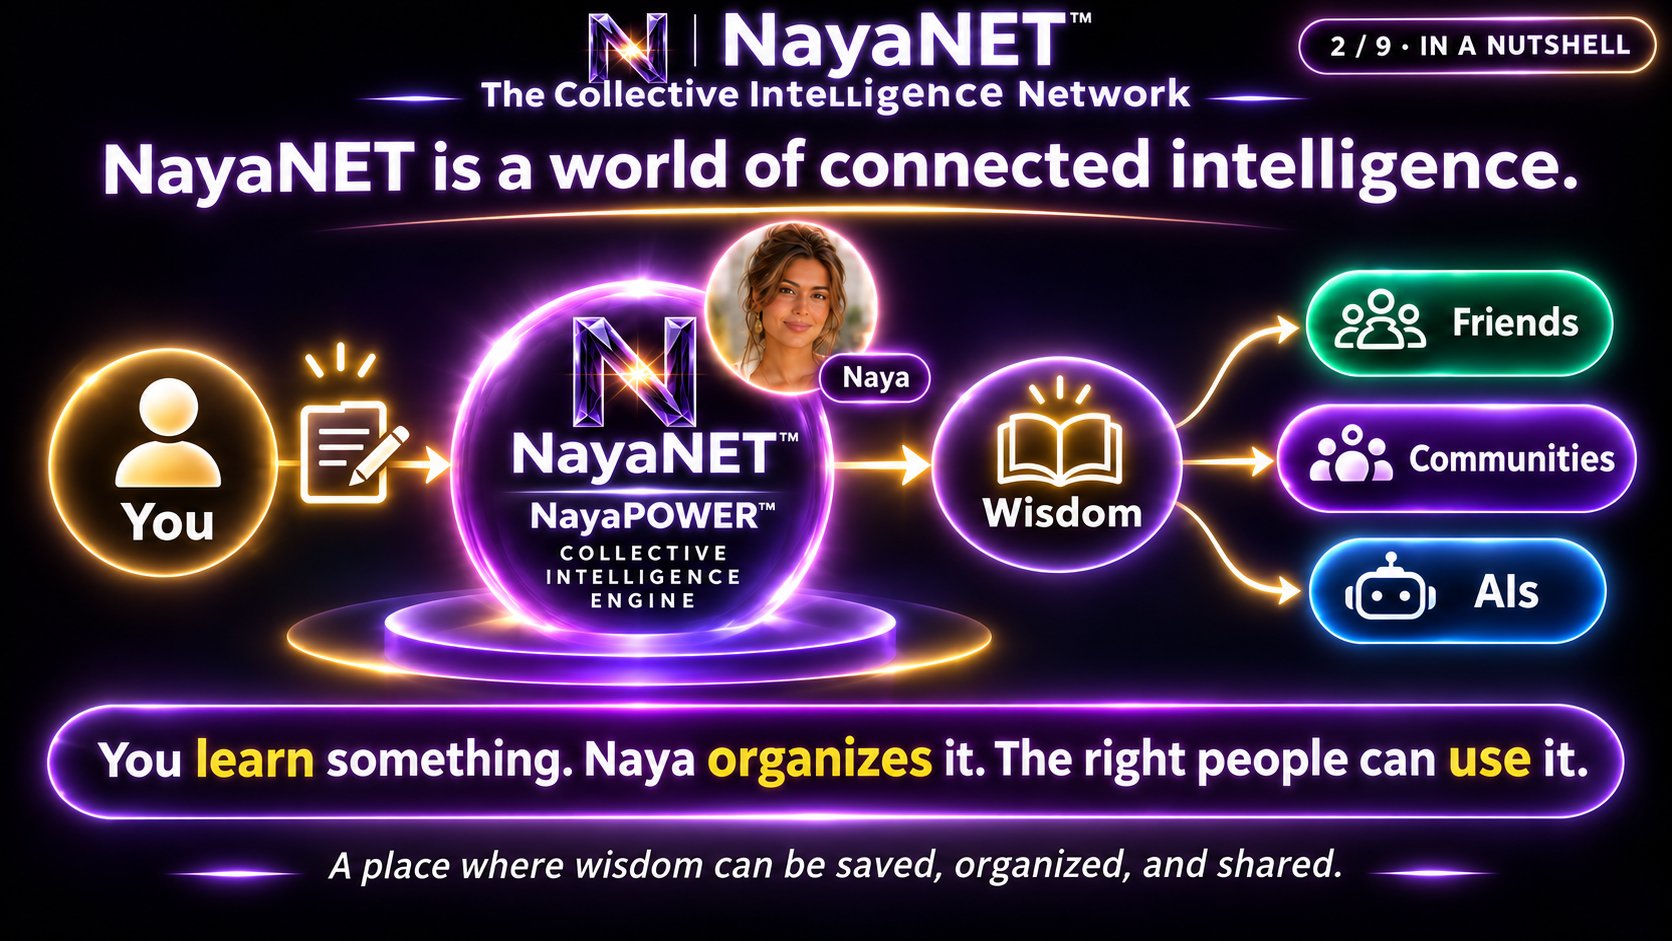 N | NayaNET™
The Collective Intelligence Network
2 / 9 · IN A NUTSHELL
NayaNET is a world of connected intelligence.
You
N
NayaNET™
NayaPOWER™
COLLECTIVE
INTELLIGENCE
ENGINE
Naya
Wisdom
Friends
Communities
AIs
You learn something. Naya organizes it. The right people can use it.
A place where wisdom can be saved, organized, and shared.